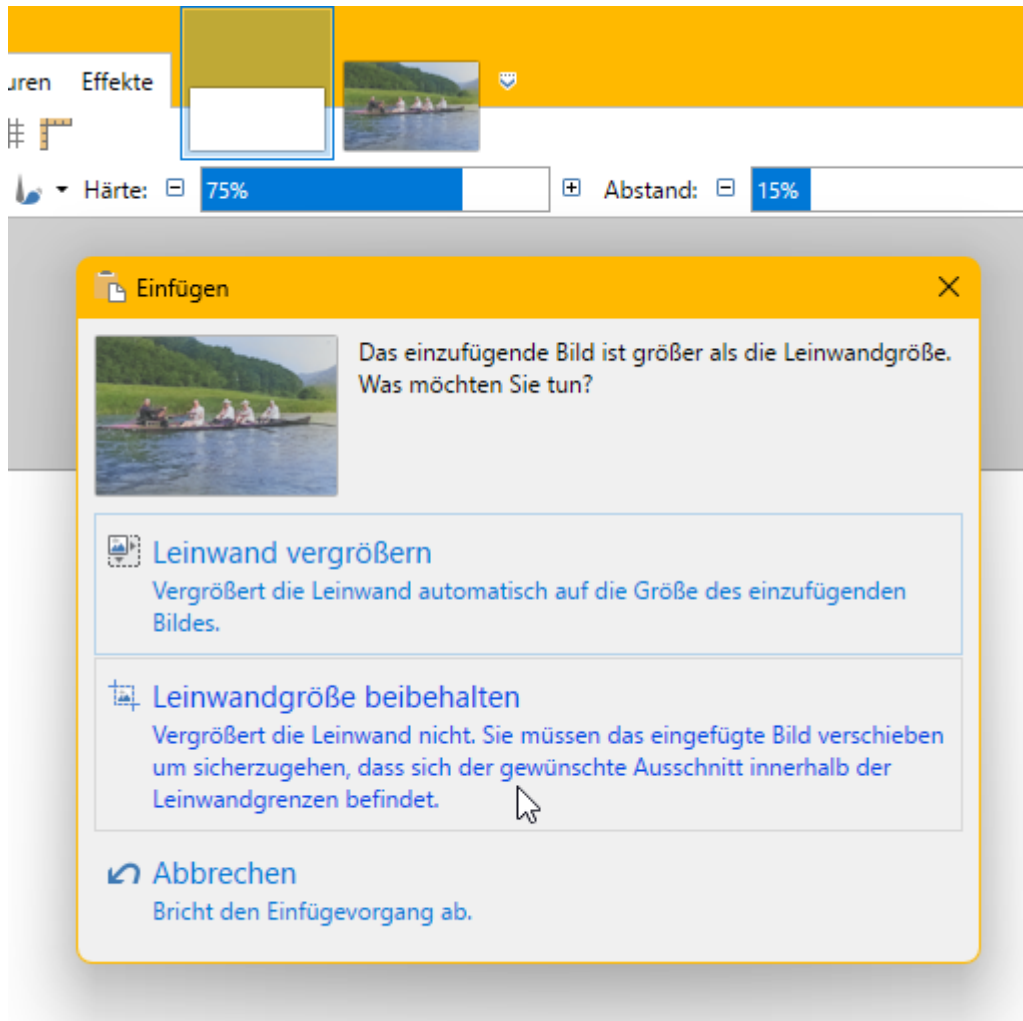 Effekte
Härte: 75% Abstand: 15%
Einfügen
Das einzufügende Bild ist größer als die Leinwandgröße.
Was möchten Sie tun?
Leinwand vergrößern
Vergrößert die Leinwand automatisch auf die Größe des einzufügenden
Bildes.
Leinwandgröße beibehalten
Vergrößert die Leinwand nicht. Sie müssen das eingefügte Bild verschieben
um sicherzugehen, dass sich der gewünschte Ausschnitt innerhalb der
Leinwandgrenzen befindet.
Abbrechen
Bricht den Einfügevorgang ab.